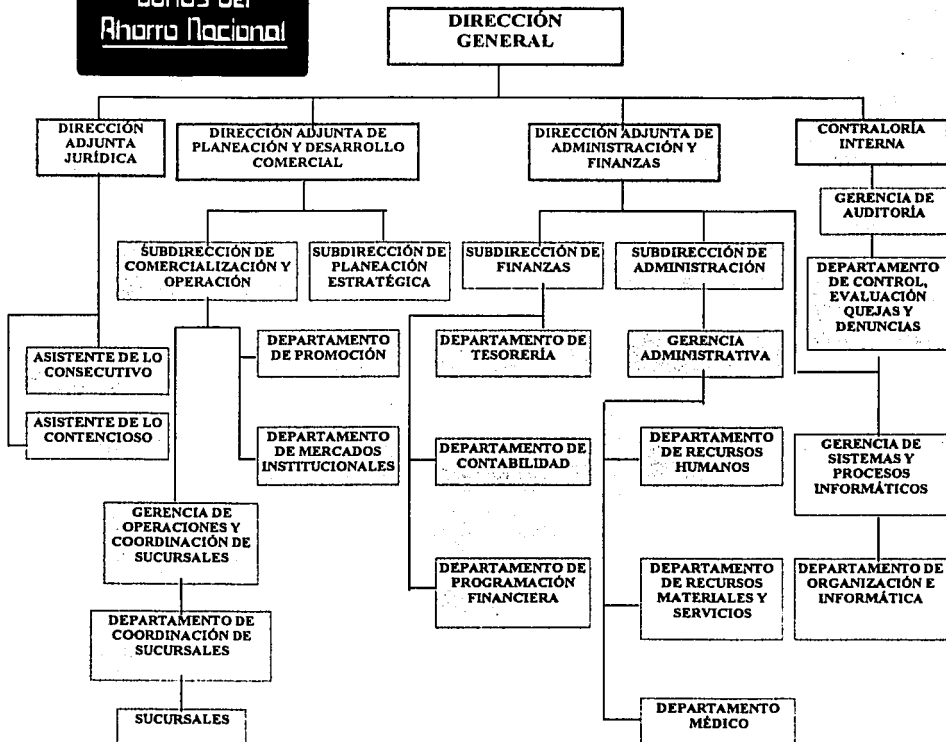 Bonos del
Ahorro Nacional
DIRECCIÓN
GENERAL
DIRECCIÓN
ADJUNTA
JURÍDICA
DIRECCIÓN ADJUNTA DE
PLANEACIÓN Y DESARROLLO
COMERCIAL
DIRECCIÓN ADJUNTA DE
ADMINISTRACIÓN Y
FINANZAS
CONTRALORÍA
INTERNA
GERENCIA DE
AUDITORÍA
SUBDIRECCIÓN DE
COMERCIALIZACIÓN Y
OPERACIÓN
SUBDIRECCIÓN DE
PLANEACIÓN
ESTRATÉGICA
SUBDIRECCIÓN DE
FINANZAS
SUBDIRECCIÓN DE
ADMINISTRACIÓN
DEPARTAMENTO
DE CONTROL,
EVALUACIÓN
QUEJAS Y
DENUNCIAS
ASISTENTE DE LO
CONSECUTIVO
DEPARTAMENTO
DE PROMOCIÓN
DEPARTAMENTO DE
TESORERÍA
GERENCIA
ADMINISTRATIVA
ASISTENTE DE LO
CONTENCIOSO
DEPARTAMENTO
DE MERCADOS
INSTITUCIONALES
DEPARTAMENTO DE
CONTABILIDAD
DEPARTAMENTO
DE RECURSOS
HUMANOS
GERENCIA DE
SISTEMAS Y
PROCESOS
INFORMÁTICOS
GERENCIA DE
OPERACIONES Y
COORDINACIÓN DE
SUCURSALES
DEPARTAMENTO DE
PROGRAMACIÓN
FINANCIERA
DEPARTAMENTO
DE RECURSOS
MATERIALES Y
SERVICIOS
DEPARTAMENTO DE
ORGANIZACIÓN E
INFORMÁTICA
DEPARTAMENTO DE
COORDINACIÓN DE
SUCURSALES
SUCURSALES
DEPARTAMENTO
MÉDICO